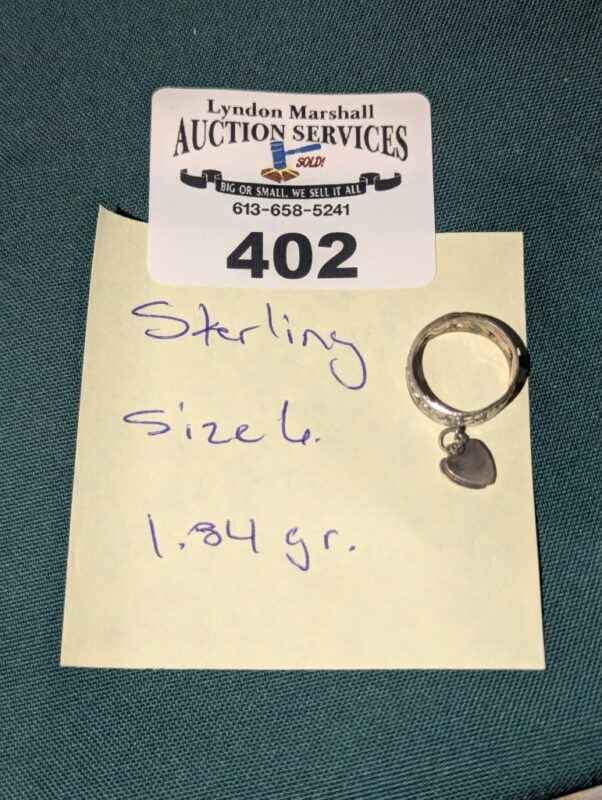 Lyndon Marshall
AUCTION SERVICES
SOLD!
BIG OR SMALL, WE SELL IT ALL
613-658-5241
402
Sterling
Size 6.
1.84 gr.